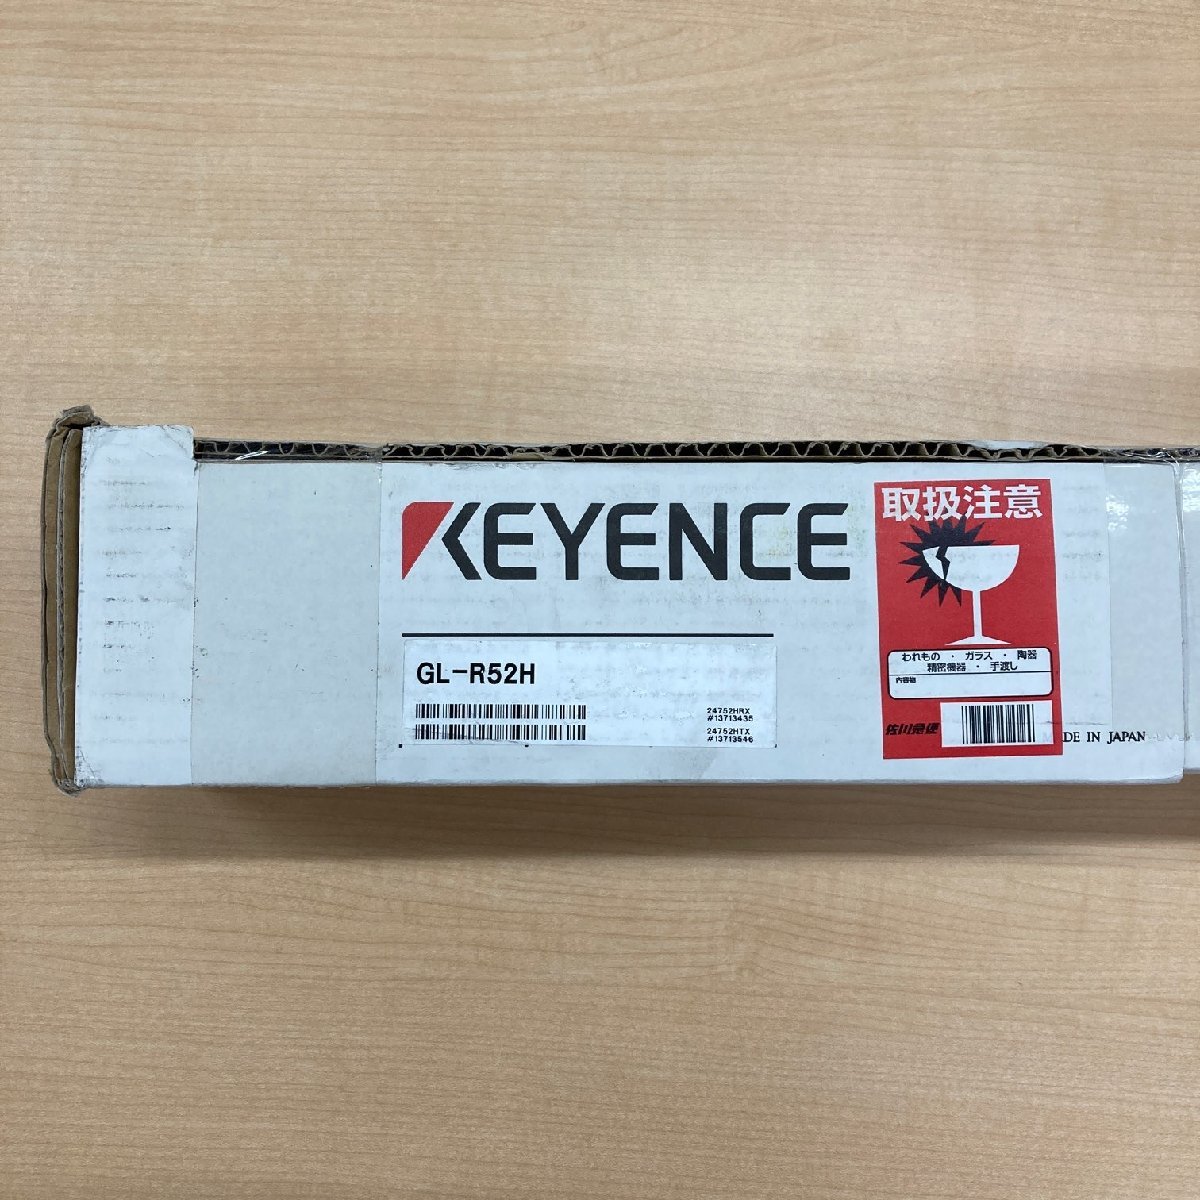 KEYENCE
GL-R52H
24752HRX
#13713435
24752HTX
#13713546
取扱注意
われもの ・ ガラス ・ 陶器
精密機器 ・ 手渡し
内容物
佐川急便
DE IN JAPAN